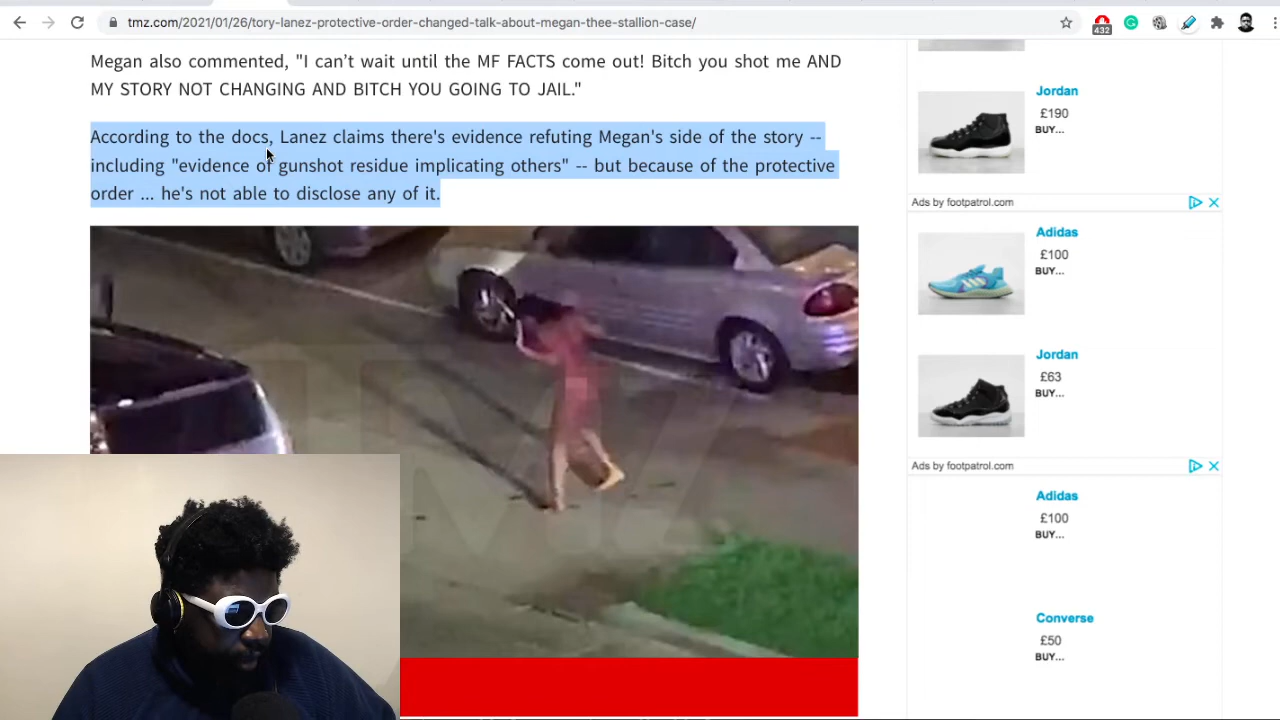 tmz.com/2021/01/26/tory-lanez-protective-order-changed-talk-about-megan-thee-stallion-case/
432
Megan also commented, "I can't wait until the MF FACTS come out! Bitch you shot me AND
MY STORY NOT CHANGING AND BITCH YOU GOING TO JAIL."
According to the docs, Lanez claims there's evidence refuting Megan's side of the story --
including "evidence of gunshot residue implicating others" -- but because of the protective
order ... he's not able to disclose any of it.
TMZ
Jordan
£190
BUY...
Ads by footpatrol.com
Adidas
£100
BUY...
Jordan
£63
BUY...
Ads by footpatrol.com
Adidas
£100
BUY...
Converse
£50
BUY...